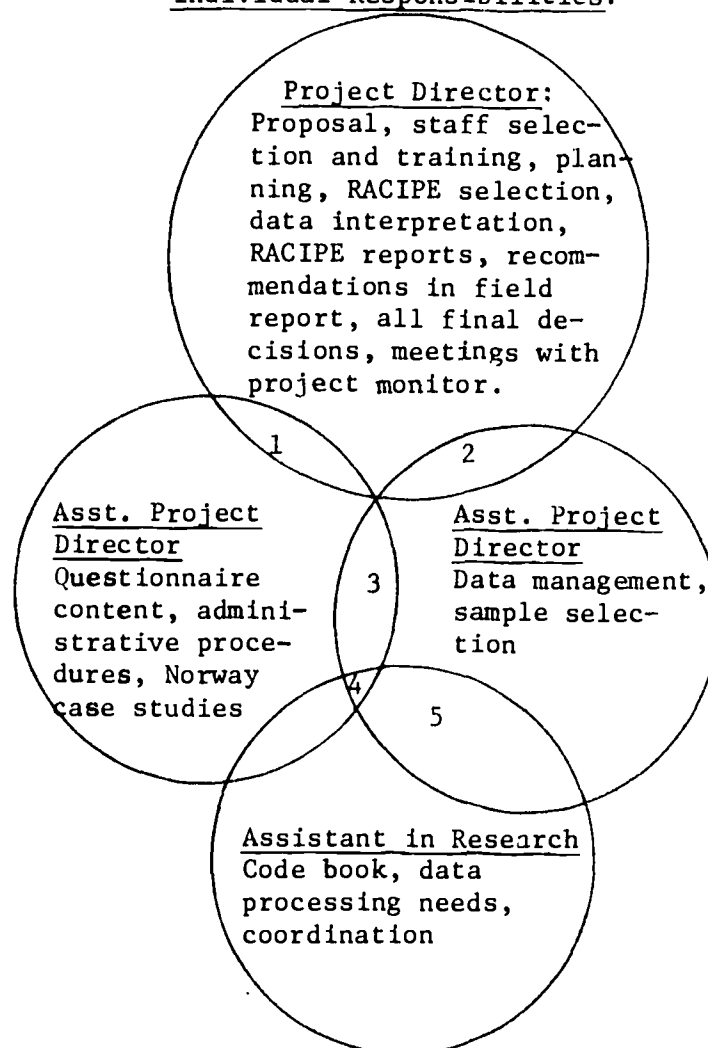 Individual Responsibilities:
Project Director:
Proposal, staff selec-
tion and training, plan-
ning, RACIPE selection,
data interpretation,
RACIPE reports, recom-
mendations in field
report, all final de-
cisions, meetings with
project monitor.
1
2
Asst. Project
Director
Questionnaire
content, admini-
strative proce-
dures, Norway
case studies
3
Asst. Project
Director
Data management,
sample selec-
tion
4
5
Assistant in Research
Code book, data
processing needs,
coordination